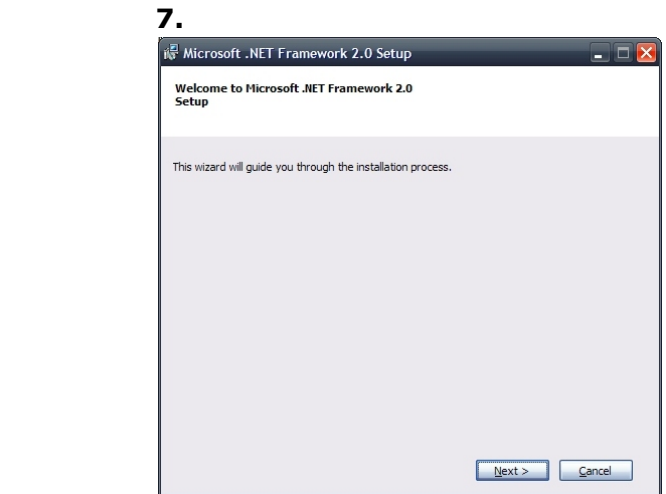 7.
Microsoft .NET Framework 2.0 Setup
Welcome to Microsoft .NET Framework 2.0
Setup
This wizard will guide you through the installation process.
Next > Cancel